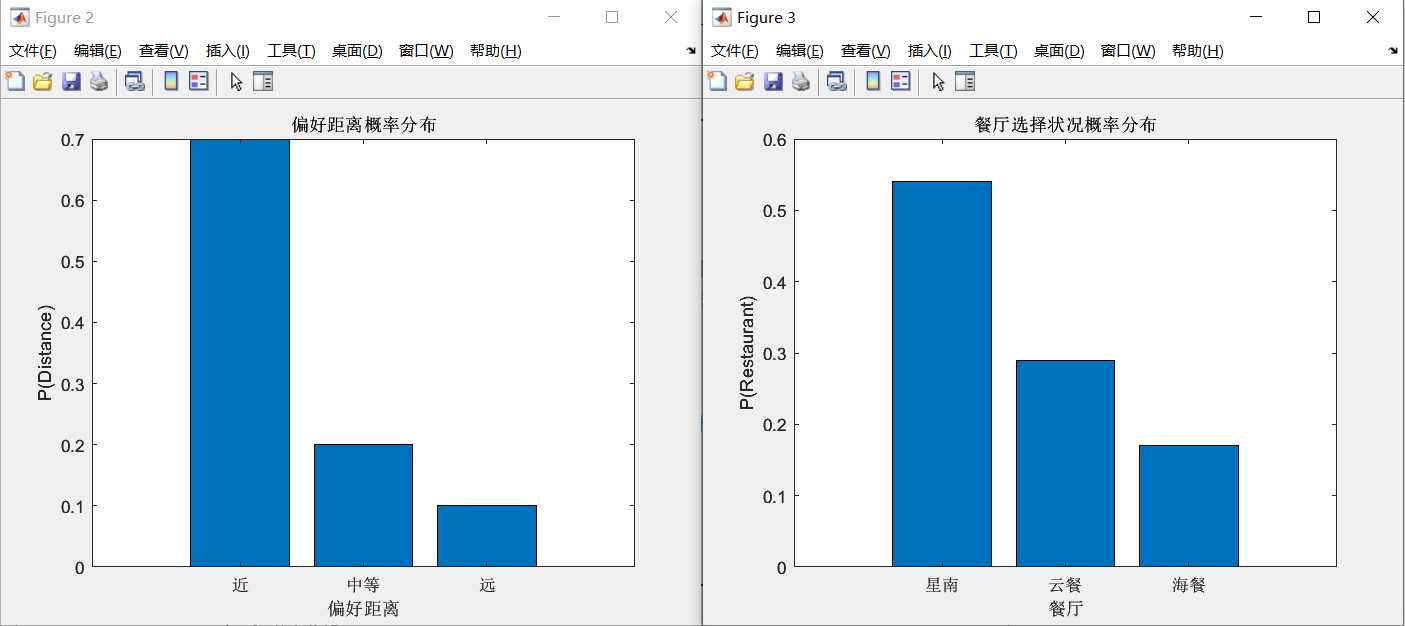 Figure 2
文件(F) 编辑(E) 查看(V) 插入(I) 工具(T) 桌面(D) 窗口(W) 帮助(H)
偏好距离概率分布
0.7
0.6
0.5
0.4
0.3
0.2
0.1
0
P(Distance)
近 中等 远
偏好距离
Figure 3
文件(F) 编辑(E) 查看(V) 插入(I) 工具(T) 桌面(D) 窗口(W) 帮助(H)
餐厅选择状况概率分布
0.6
0.5
0.4
0.3
0.2
0.1
0
P(Restaurant)
星南 云餐 海餐
餐厅